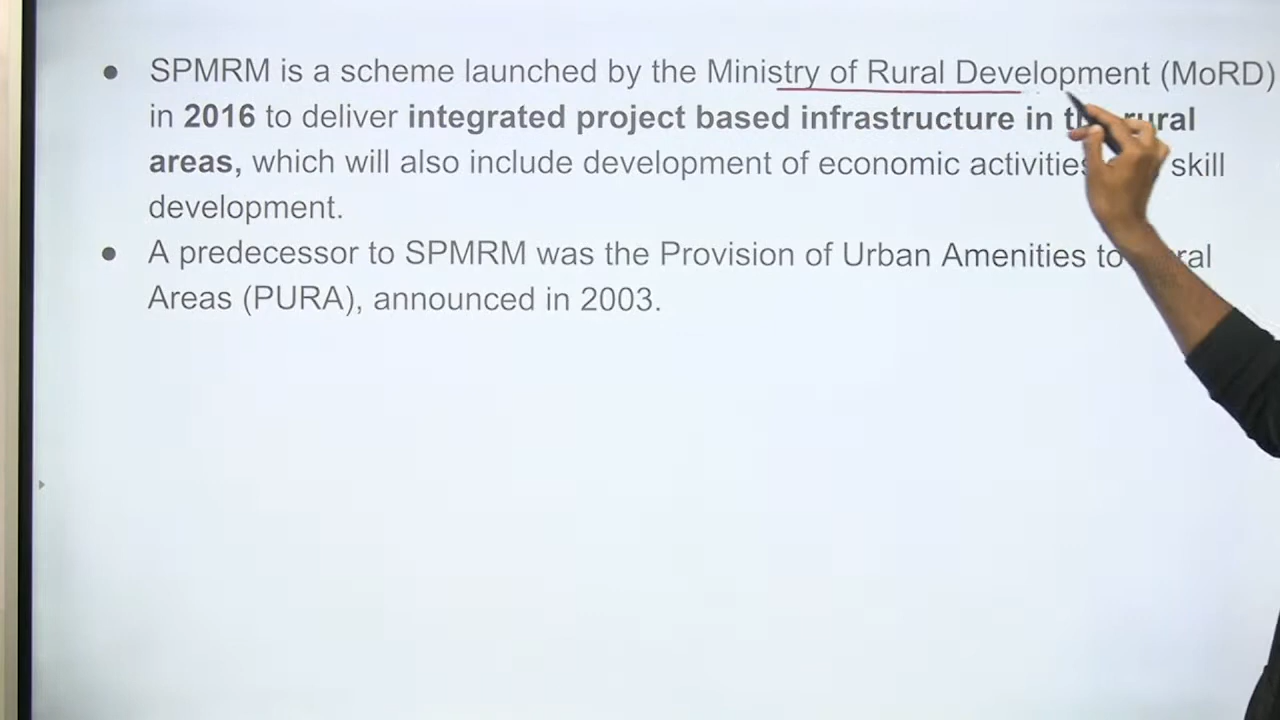 ● SPMRM is a scheme launched by the Ministry of Rural Development (MoRD)
in 2016 to deliver integrated project based infrastructure in the rural
areas, which will also include development of economic activities skill
development.
● A predecessor to SPMRM was the Provision of Urban Amenities to Rural
Areas (PURA), announced in 2003.